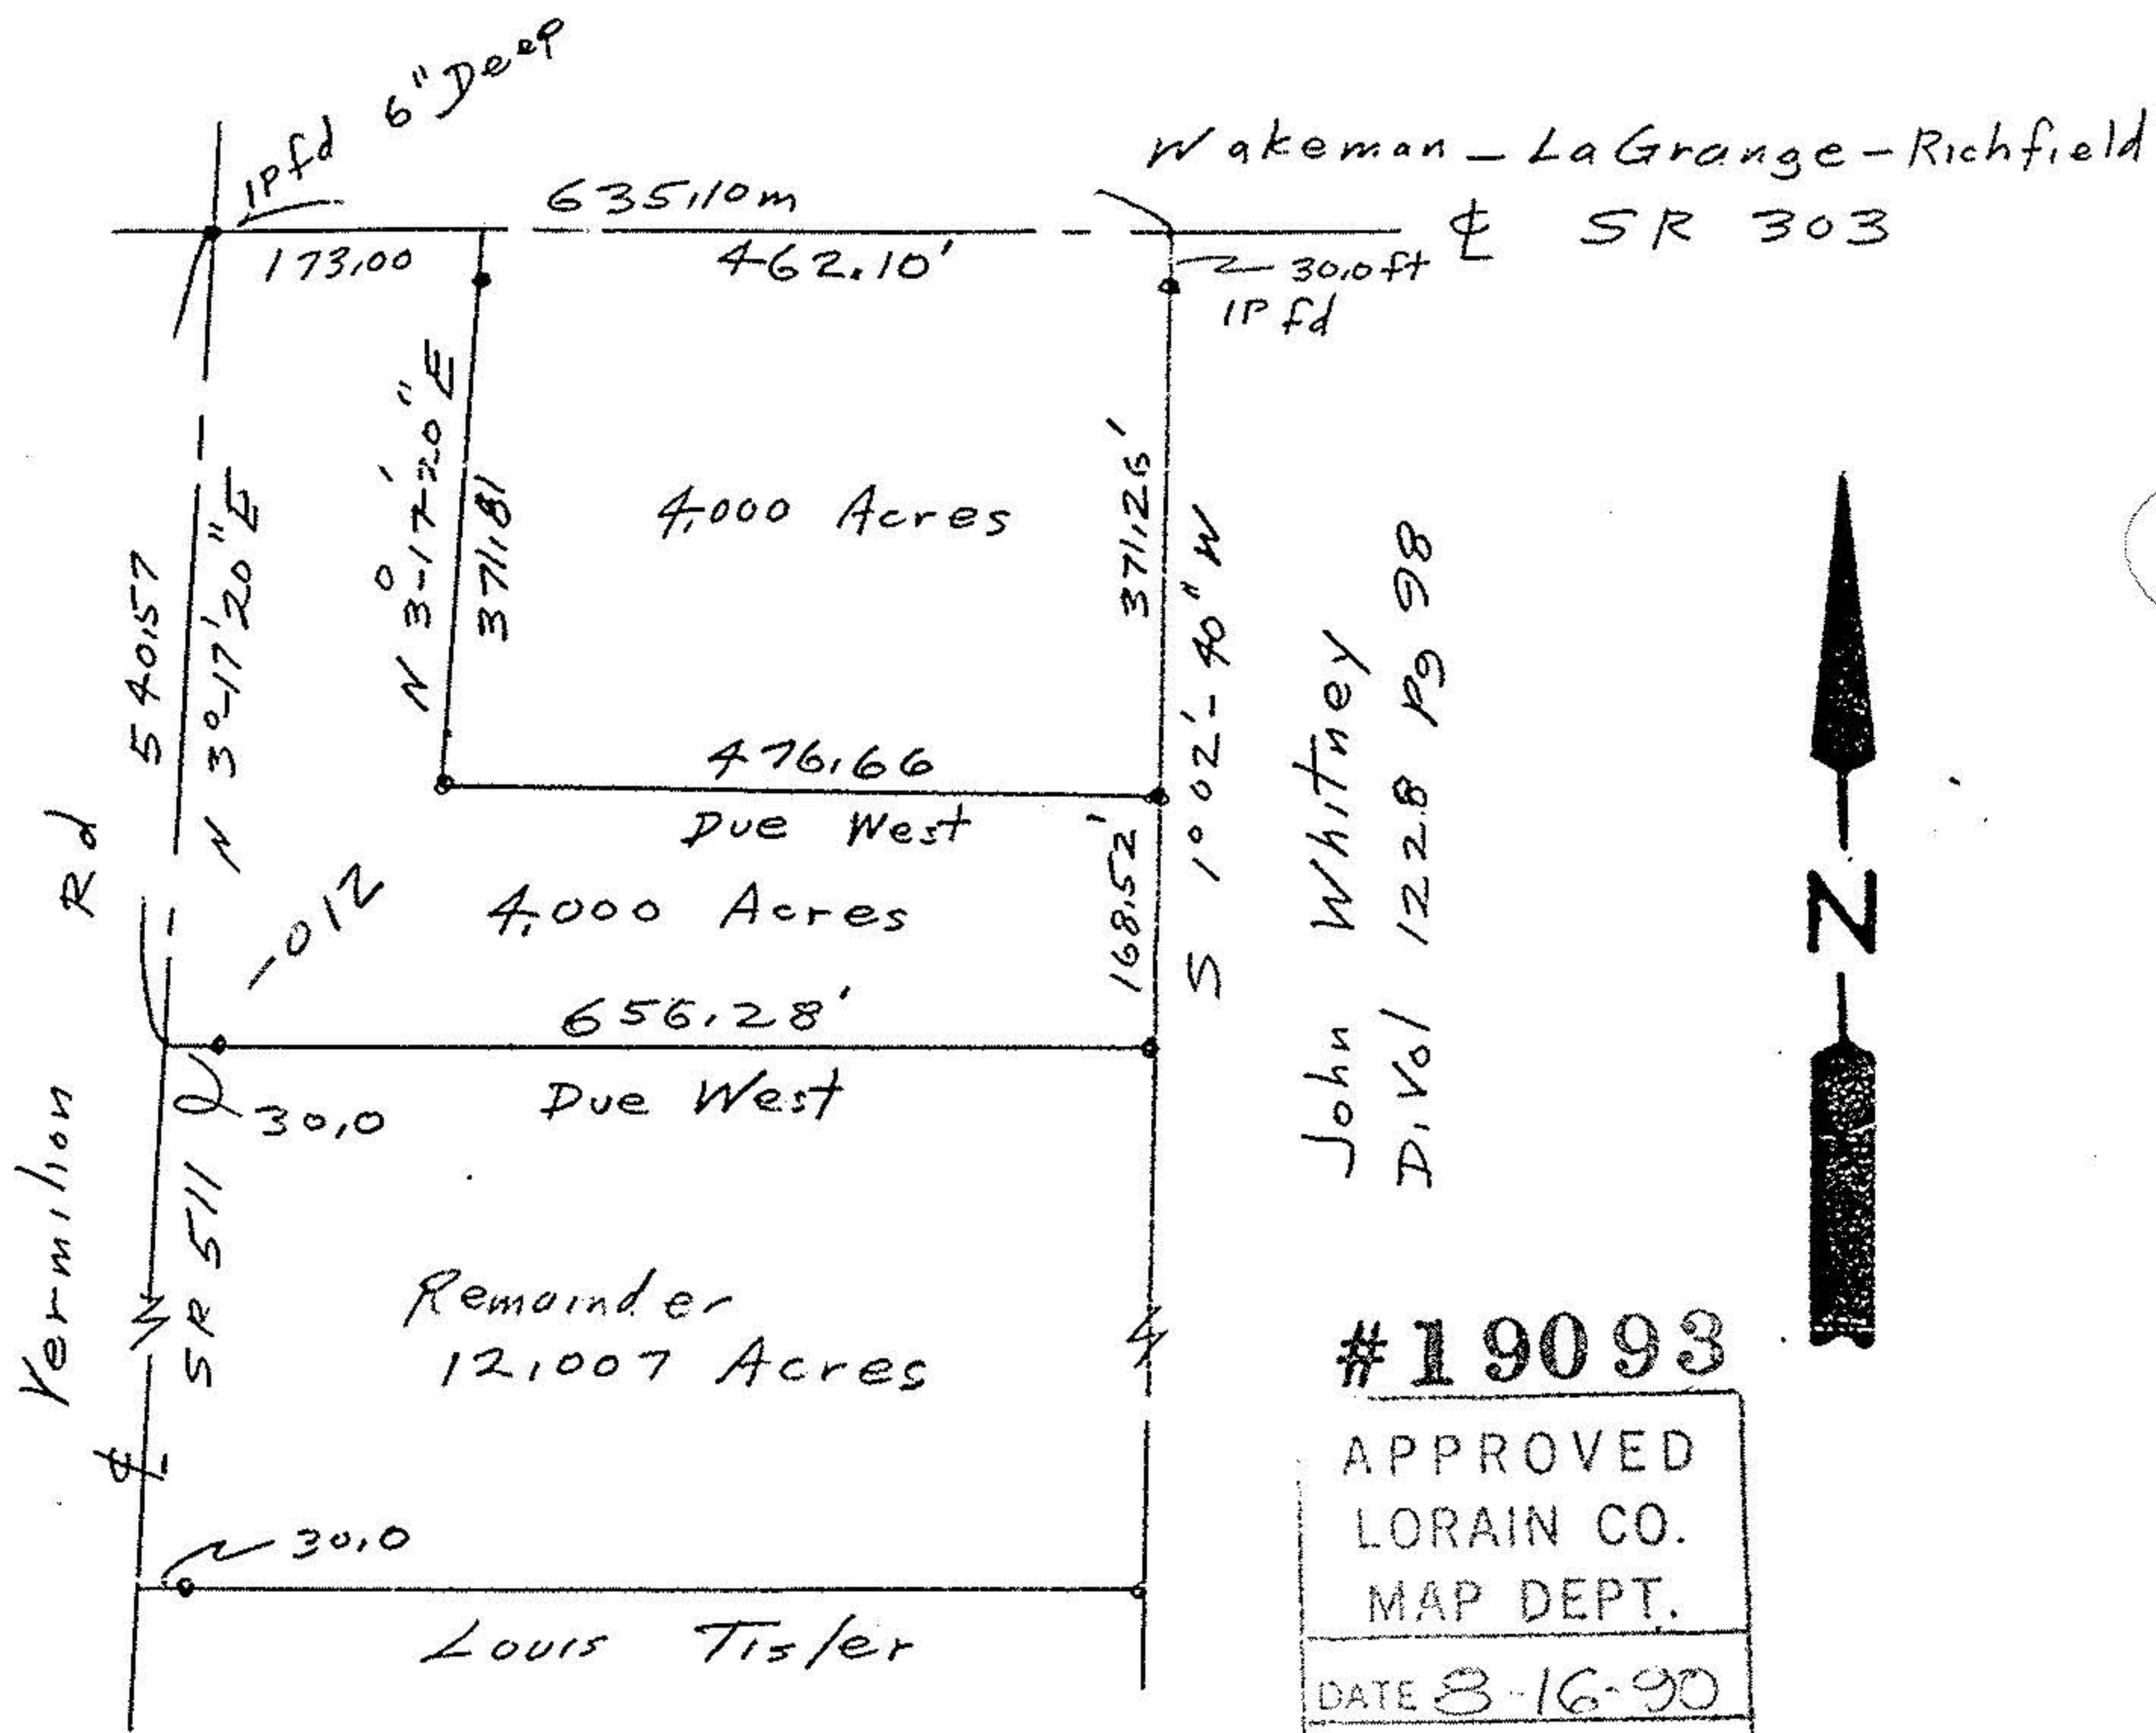 IPfd 6" Deep
Wakeman - LaGrange - Richfield
635.10m
℄ SR 303
173.00
462.10'
30.0ft
IP fd
N 3°-17'-20" E
371.81
4.000 Acres
371.26'
540.57
N 3°-17' 20" E
476.66
Due West
S 1° 02'-40" W
168.52'
John Whitney
D. Vol 1228 Pg 98
N
4.000 Acres
-012
656.28'
Due West
30.0
Vermilion Rd
℄ SR 511
Remainder
12.007 Acres
30.0
Louis Tisler
#19093
APPROVED
LORAIN CO.
MAP DEPT.
DATE 8-16-90